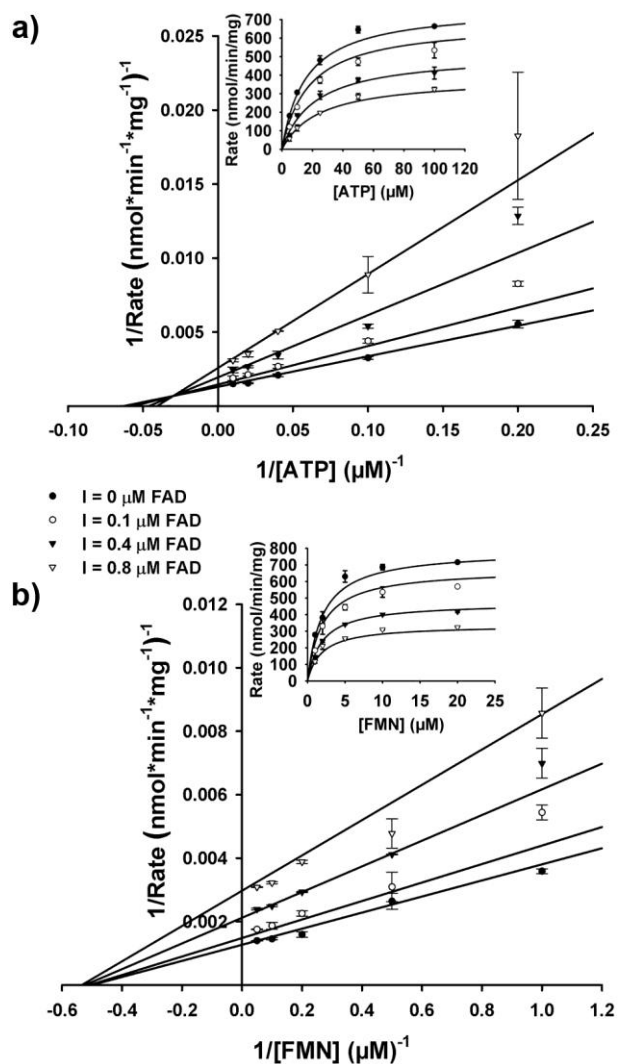 a)
0.025
0.020
0.015
0.010
0.005
1/Rate (nmol*min-1*mg-1)-1
-0.10 -0.05 0.00 0.05 0.10 0.15 0.20 0.25
1/[ATP] (µM)-1
700
600
500
400
300
200
100
0
Rate (nmol/min/mg)
0 20 40 60 80 100 120
[ATP] (µM)
I = 0 µM FAD
I = 0.1 µM FAD
I = 0.4 µM FAD
I = 0.8 µM FAD
b)
0.012
0.010
0.008
0.006
0.004
0.002
1/Rate (nmol*min-1*mg-1)-1
-0.6 -0.4 -0.2 0.0 0.2 0.4 0.6 0.8 1.0 1.2
1/[FMN] (µM)-1
800
700
600
500
400
300
200
100
0
Rate (nmol/min/mg)
0 5 10 15 20 25
[FMN] (µM)